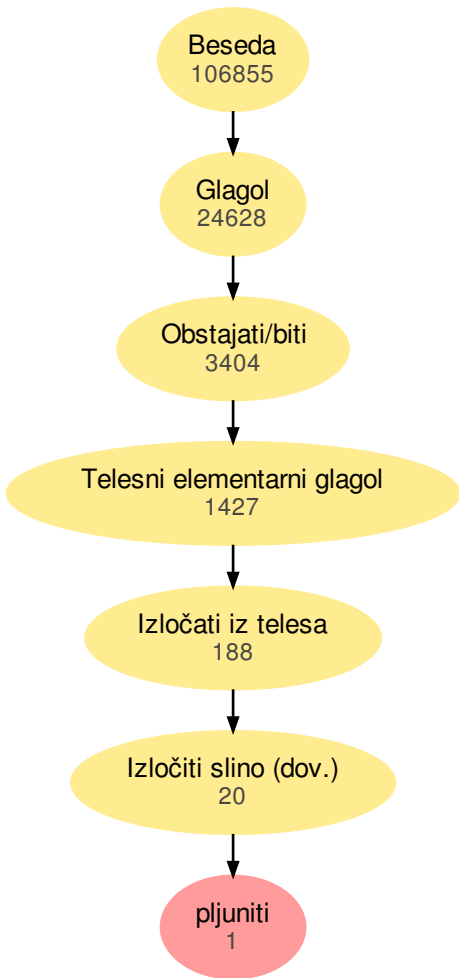 Beseda
106855
Glagol
24628
Obstajati/biti
3404
Telesni elementarni glagol
1427
Izločati iz telesa
188
Izločiti slino (dov.)
20
pljuniti
1